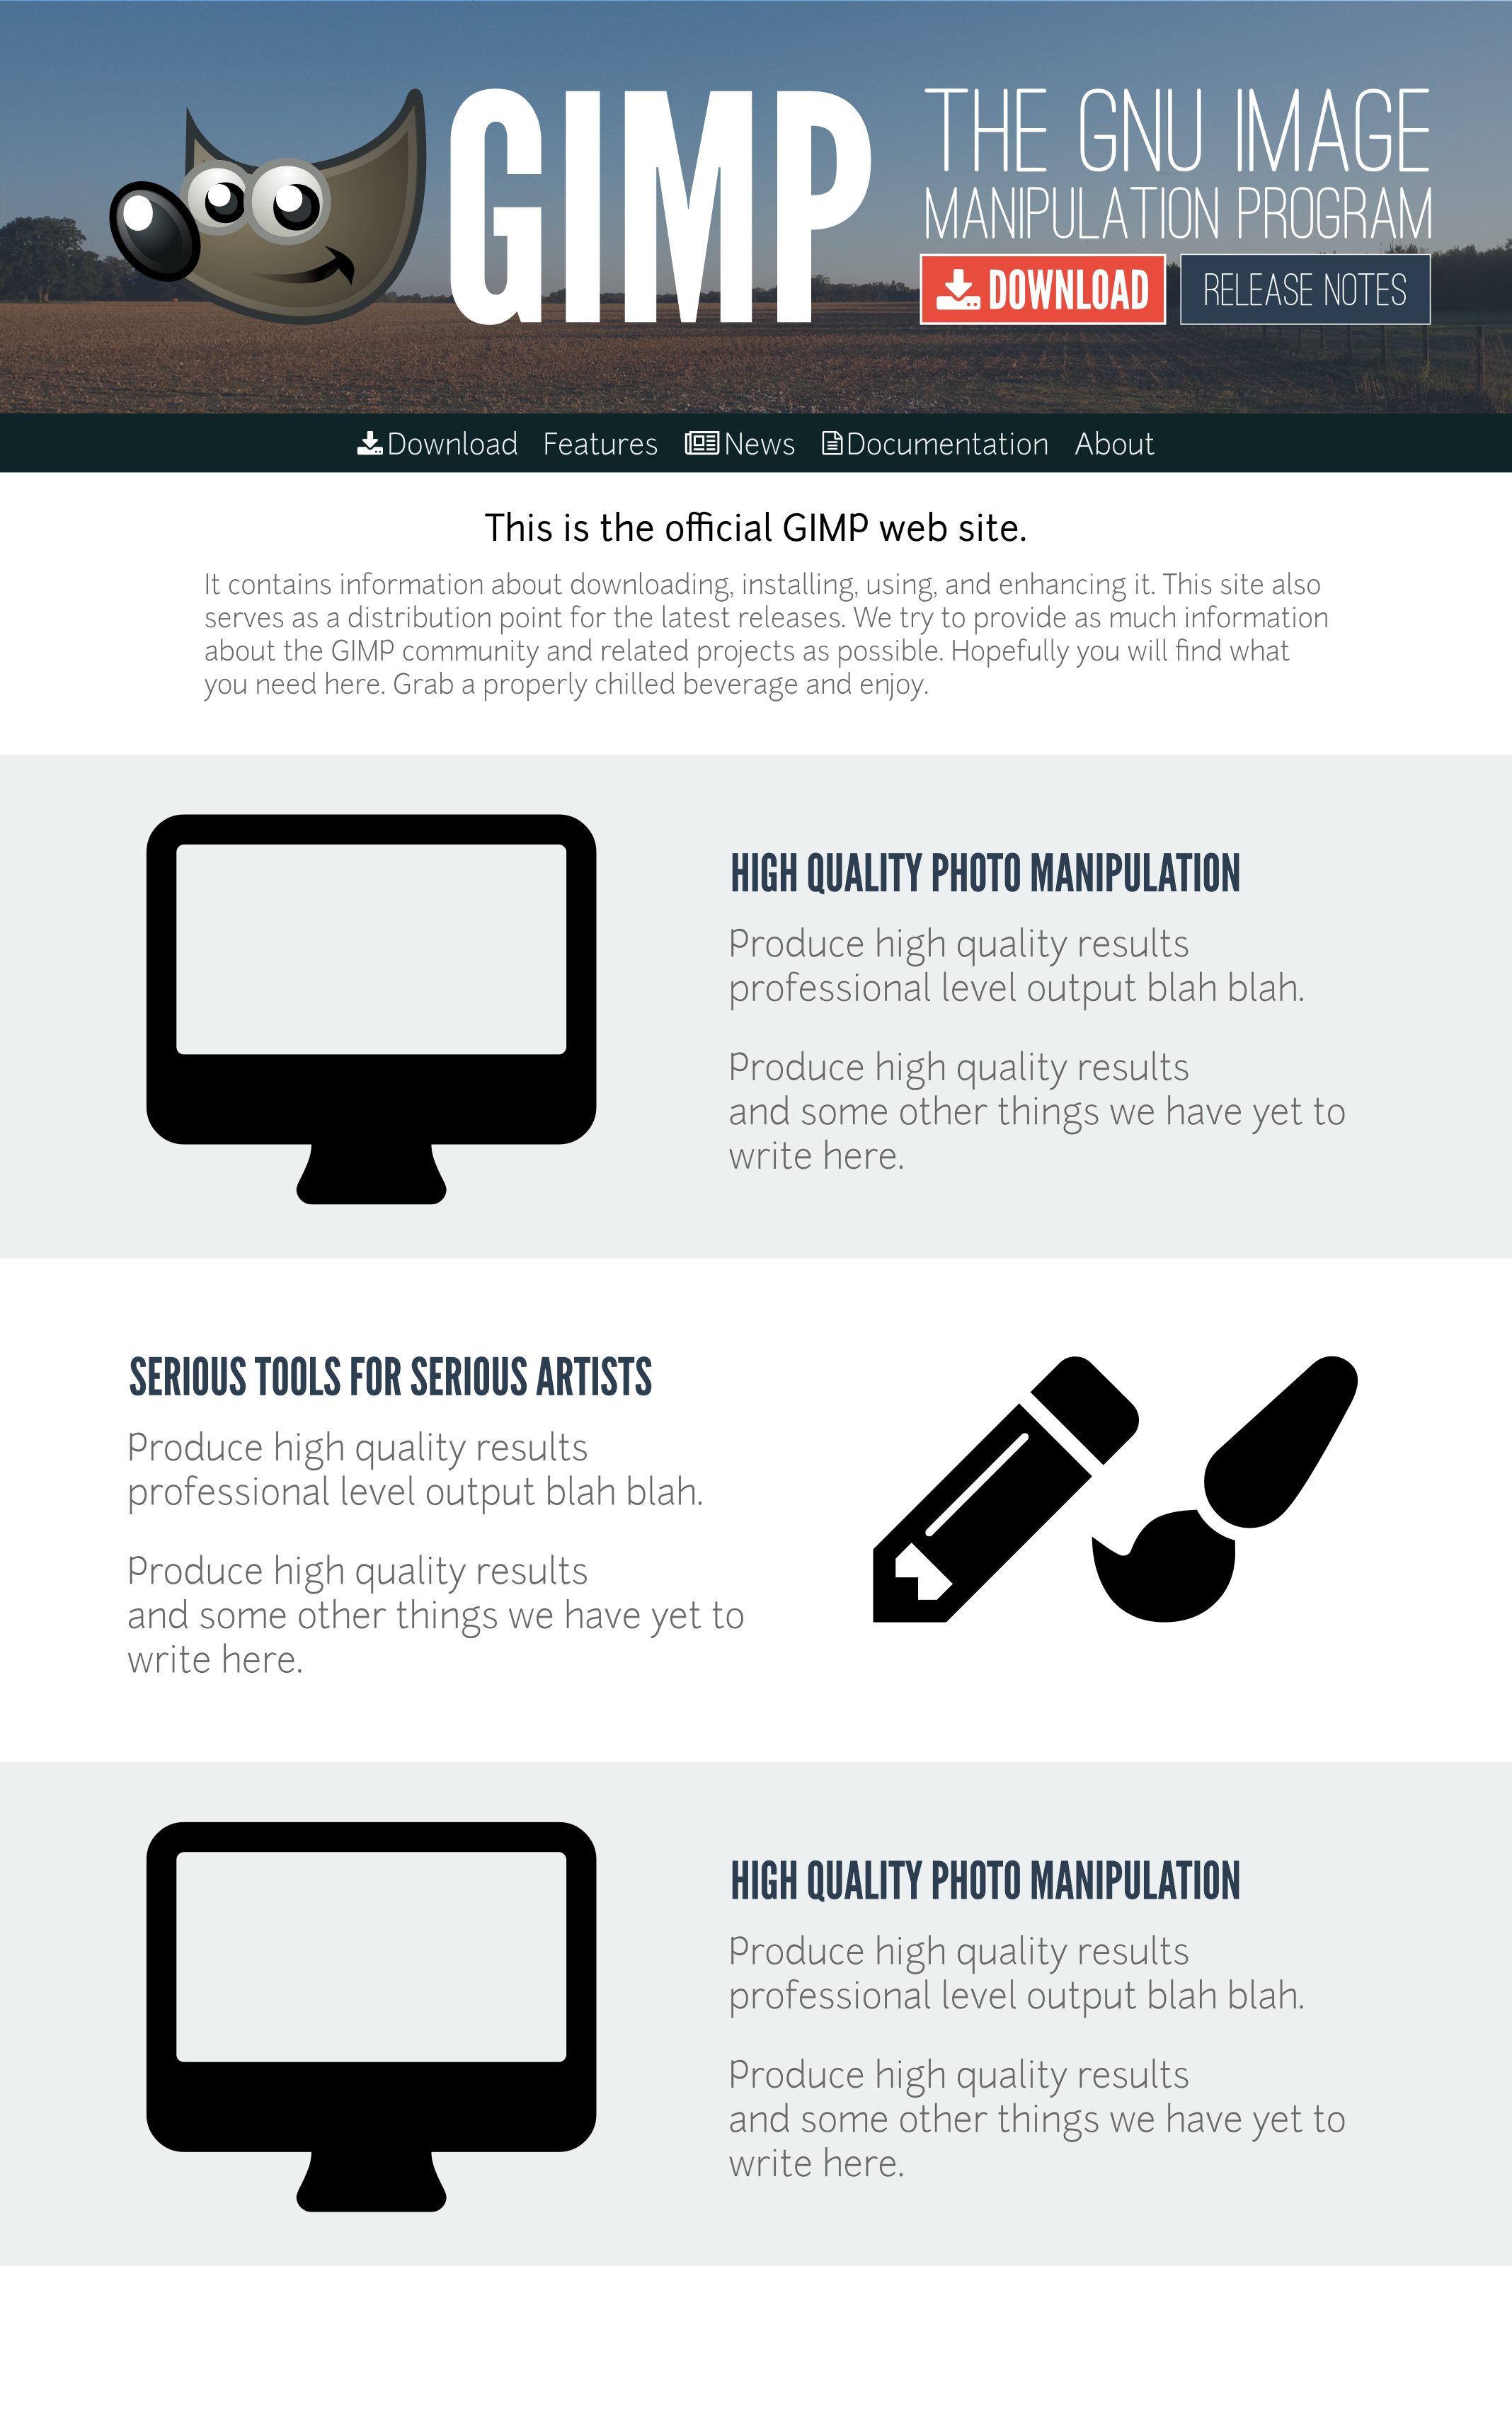 GIMP
THE GNU IMAGE
MANIPULATION PROGRAM
DOWNLOAD
RELEASE NOTES
Download Features News Documentation About
This is the official GIMP web site.
It contains information about downloading, installing, using, and enhancing it. This site also
serves as a distribution point for the latest releases. We try to provide as much information
about the GIMP community and related projects as possible. Hopefully you will find what
you need here. Grab a properly chilled beverage and enjoy.
HIGH QUALITY PHOTO MANIPULATION
Produce high quality results
professional level output blah blah.
Produce high quality results
and some other things we have yet to
write here.
SERIOUS TOOLS FOR SERIOUS ARTISTS
Produce high quality results
professional level output blah blah.
Produce high quality results
and some other things we have yet to
write here.
HIGH QUALITY PHOTO MANIPULATION
Produce high quality results
professional level output blah blah.
Produce high quality results
and some other things we have yet to
write here.